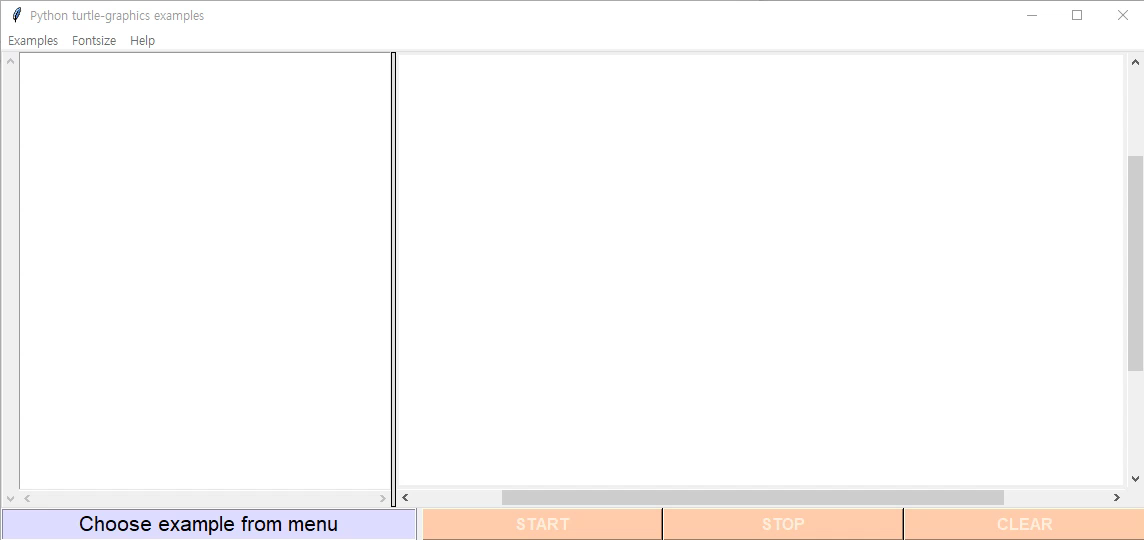 Python turtle-graphics examples
Examples Fontsize Help
Choose example from menu START STOP CLEAR